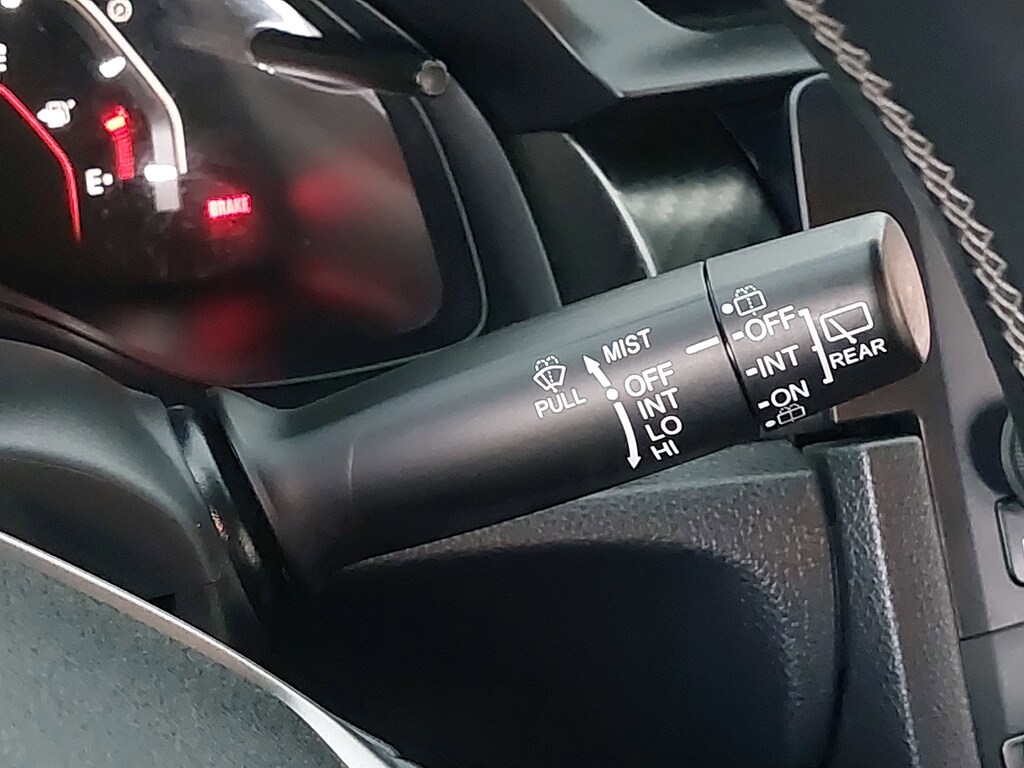 E
BRAKE
PULL
MIST
OFF
INT
LO
HI
OFF
INT
ON
REAR